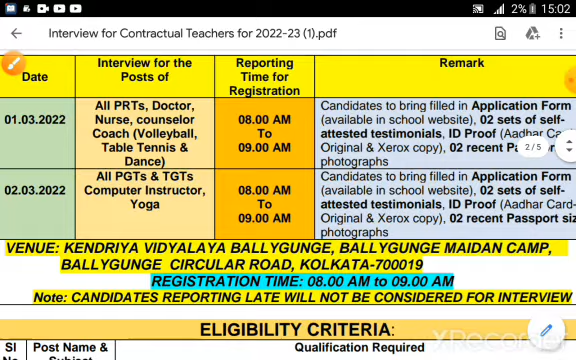 2% 15:02
Interview for Contractual Teachers for 2022-23 (1).pdf
Date
Interview for the
Posts of
Reporting
Time for
Registration
Remark
01.03.2022
All PRTs, Doctor,
Nurse, counselor
Coach (Volleyball,
Table Tennis &
Dance)
08.00 AM
To
09.00 AM
Candidates to bring filled in Application Form
(available in school website), 02 sets of self-
attested testimonials, ID Proof (Aadhar
Original & Xerox copy), 02 recent
photographs
2/5
02.03.2022
All PGTs & TGTs
Computer Instructor,
Yoga
08.00 AM
To
09.00 AM
Candidates to bring filled in Application Form
(available in school website), 02 sets of self-
attested testimonials, ID Proof (Aadhar Card-
Original & Xerox copy), 02 recent Passport
photographs
VENUE: KENDRIYA VIDYALAYA BALLYGUNGE, BALLYGUNGE MAIDAN CAMP,
BALLYGUNGE CIRCULAR ROAD, KOLKATA-700019
REGISTRATION TIME: 08.00 AM to 09.00 AM
Note: CANDIDATES REPORTING LATE WILL NOT BE CONSIDERED FOR INTERVIEW
ELIGIBILITY CRITERIA:
Sl
Post Name &
Qualification Required
XRecorder